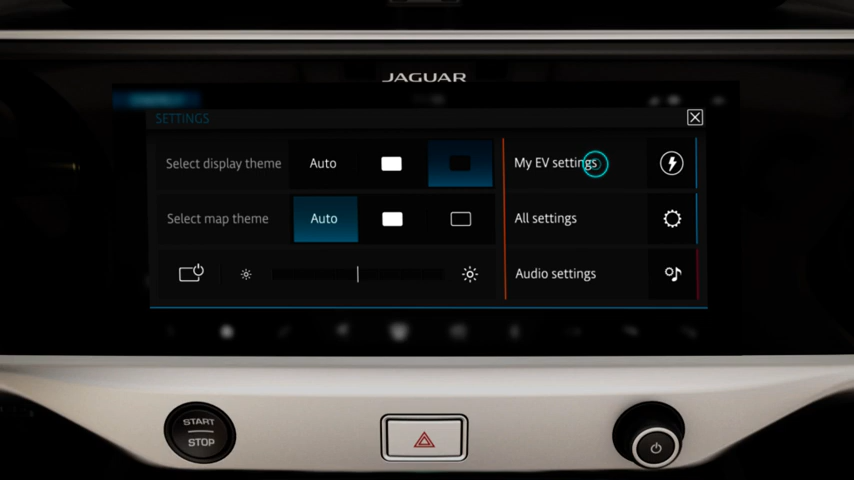 JAGUAR
SETTINGS
Select display theme Auto
My EV settings
Select map theme Auto
All settings
Audio settings
START
STOP